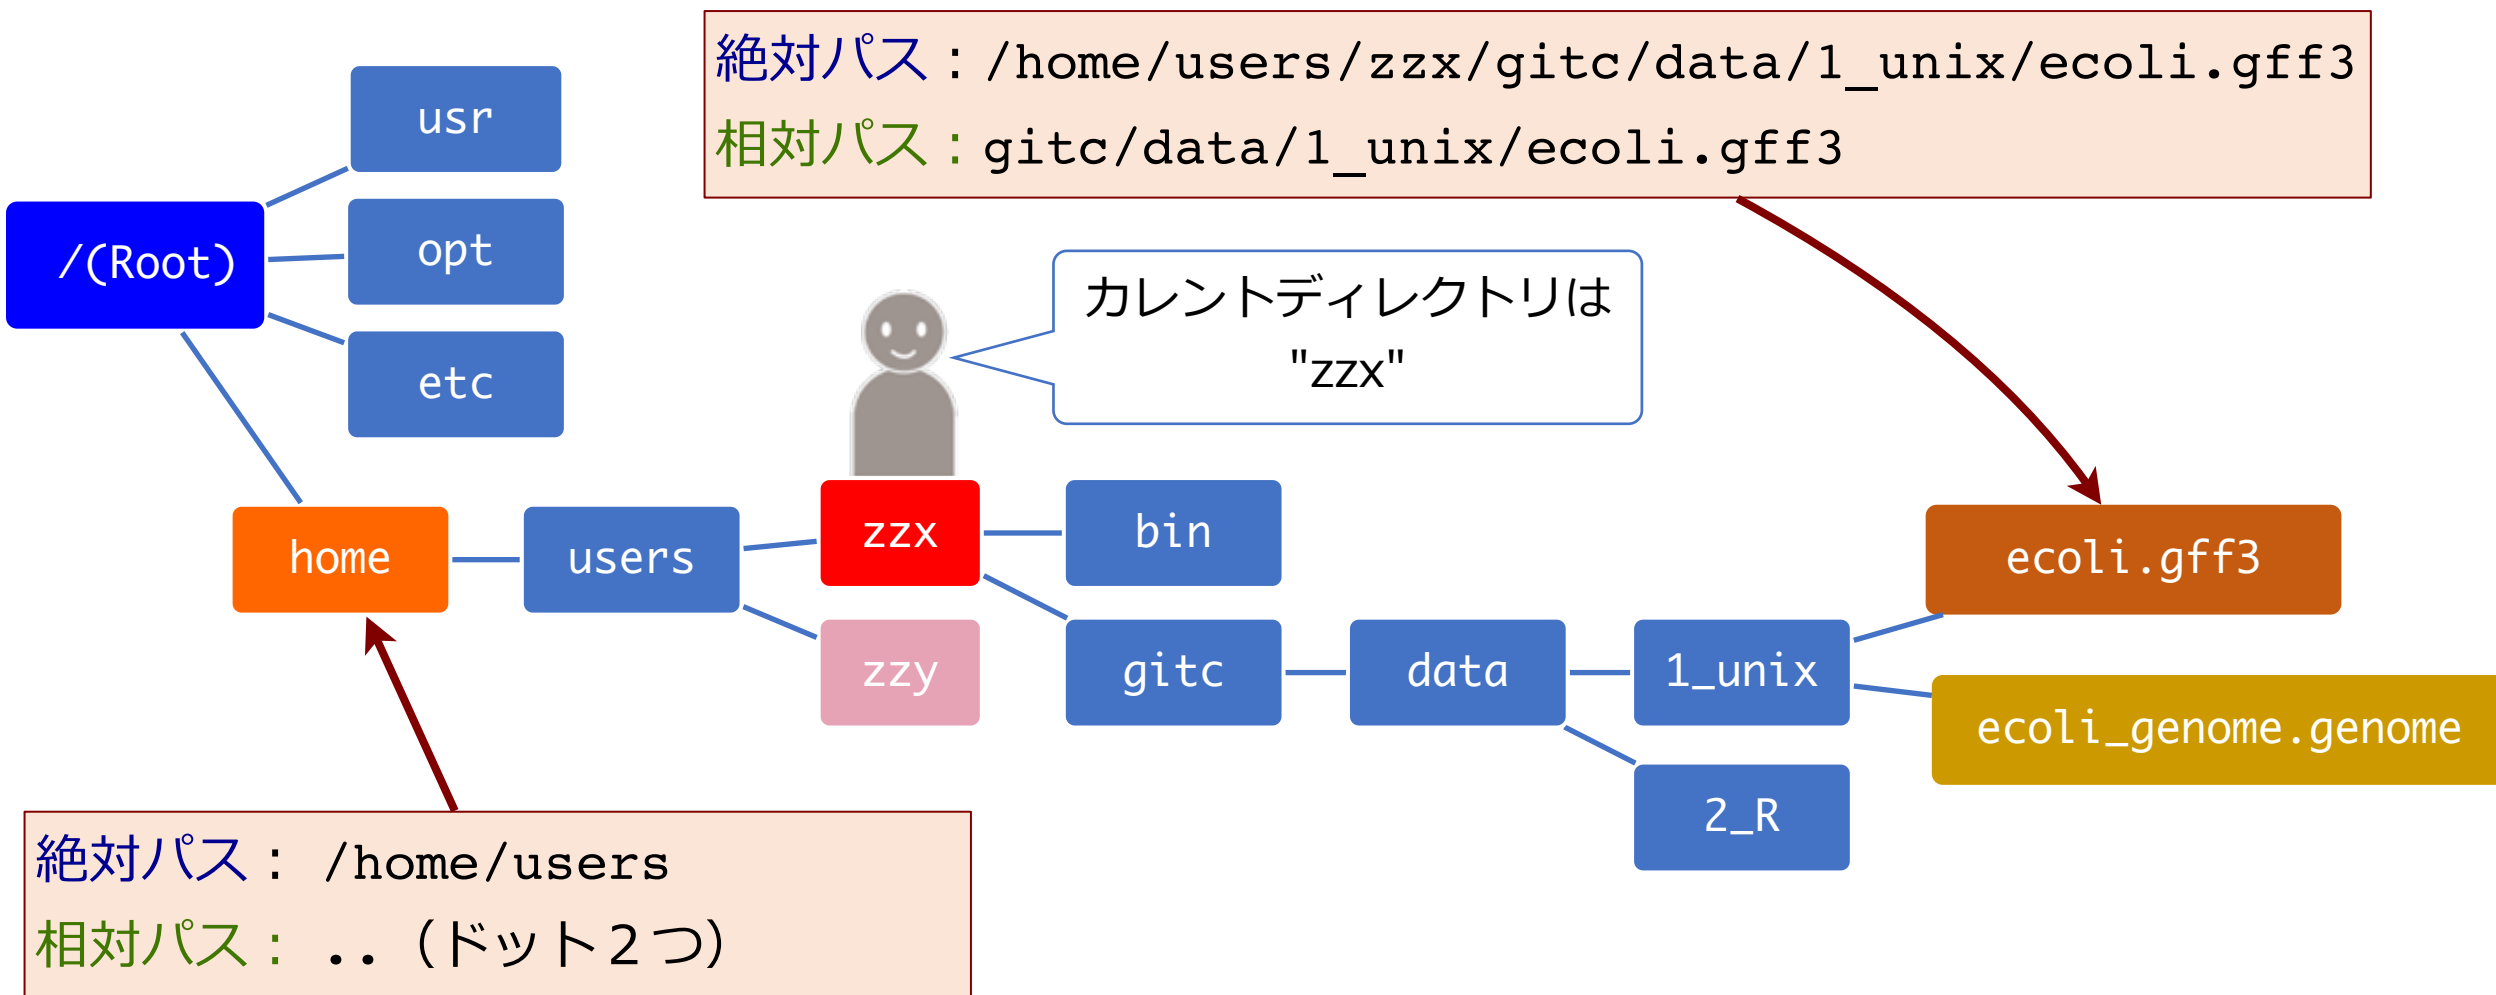 絶対パス：/home/users/zzx/gitc/data/1_unix/ecoli.gff3
相対パス：gitc/data/1_unix/ecoli.gff3
usr
/(Root)
opt
etc
カレントディレクトリは
"zzx"
home
users
zzx
bin
ecoli.gff3
zzy
gitc
data
1_unix
ecoli_genome.genome
2_R
絶対パス： /home/users
相対パス： ..（ドット２つ）